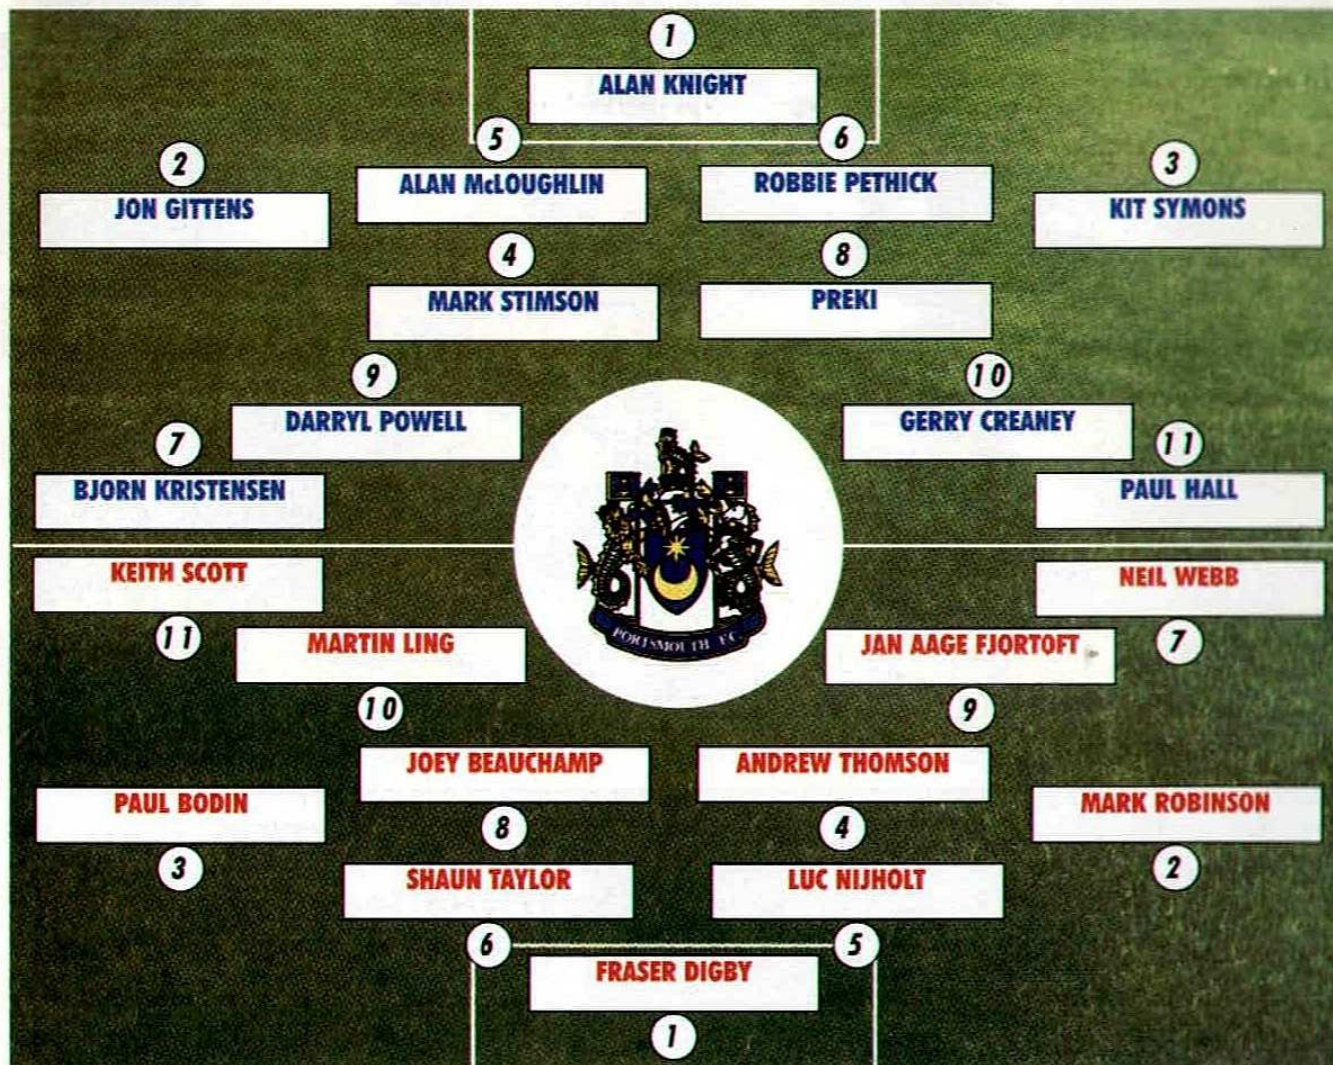 1
ALAN KNIGHT
5
6
2
3
ALAN McLOUGHLIN
ROBBIE PETHICK
JON GITTENS
KIT SYMONS
4
8
MARK STIMSON
PREKI
9
10
DARRYL POWELL
GERRY CREANEY
7
11
BJORN KRISTENSEN
PAUL HALL
KEITH SCOTT
NEIL WEBB
11
MARTIN LING
PORTSMOUTH F.C.
JAN AAGE FJORTOFT
7
10
9
JOEY BEAUCHAMP
ANDREW THOMSON
PAUL BODIN
MARK ROBINSON
8
4
3
2
SHAUN TAYLOR
LUC NIJHOLT
6
5
FRASER DIGBY
1